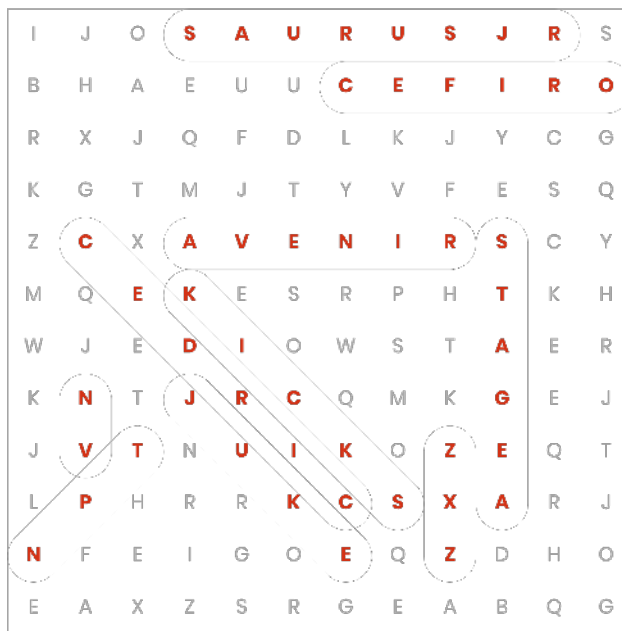 I J O S A U R U S J R S
B H A E U U C E F I R O
R X J Q F D L K J Y C G
K G T M J T Y V F E S Q
Z C X A V E N I R S C Y
M Q E K E S R P H T K H
W J E D I O W S T A E R
K N T J R C Q M K G E J
J V T N U I K O Z E Q T
L P H R R K C S X A R J
N F E I G O E Q Z D H O
E A X Z S R G E A B Q G